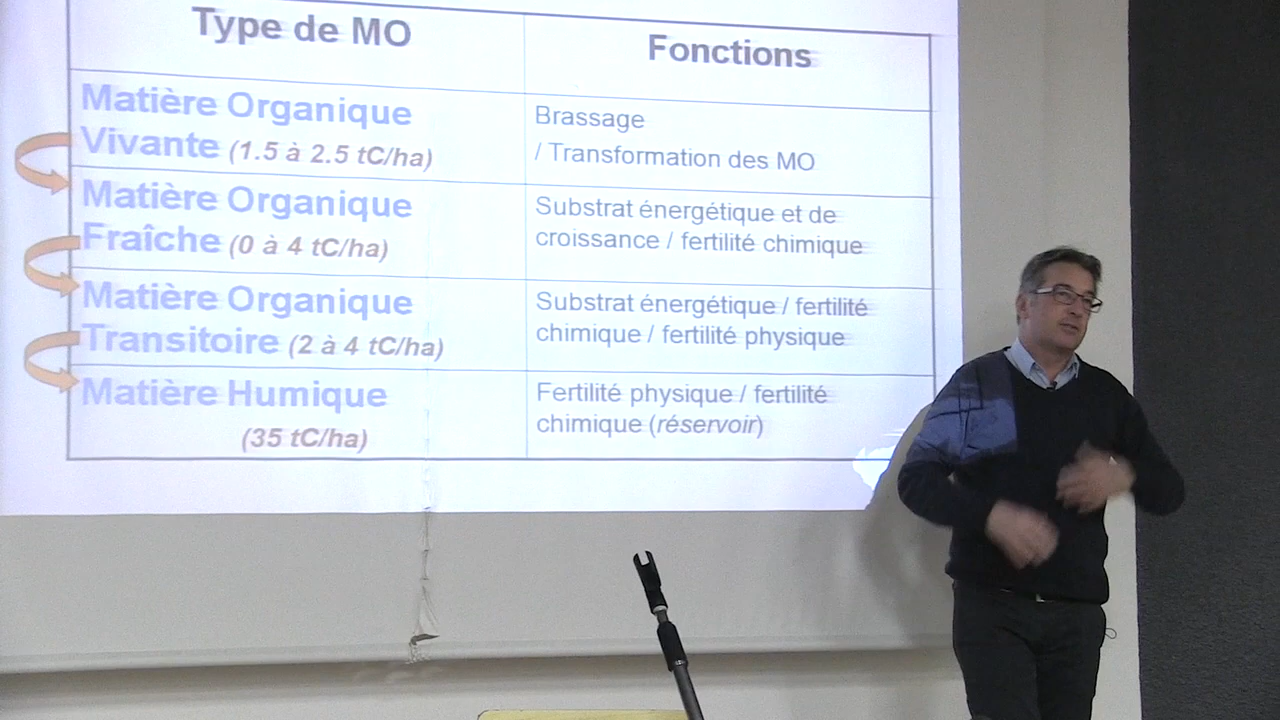 Type de MO
Fonctions
Matière Organique
Vivante (1.5 à 2.5 tC/ha)
Brassage
/ Transformation des MO
Matière Organique
Fraîche (0 à 4 tC/ha)
Substrat énergétique et de
croissance / fertilité chimique
Matière Organique
Transitoire (2 à 4 tC/ha)
Substrat énergétique / fertilité
chimique / fertilité physique
Matière Humique
(35 tC/ha)
Fertilité physique / fertilité
chimique (réservoir)